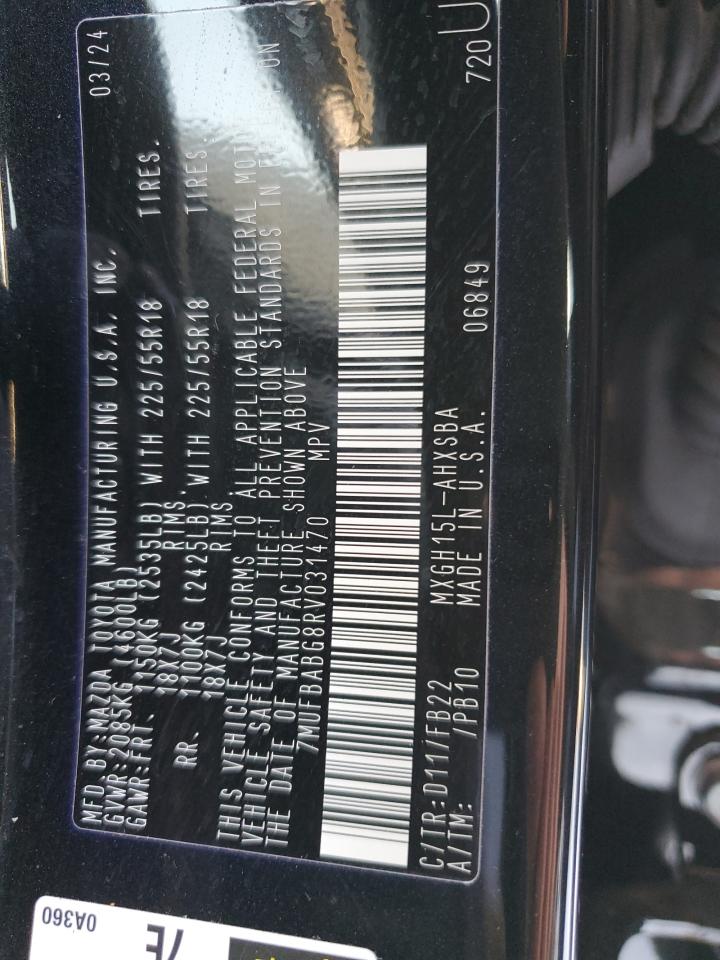 MFD BY:MAZDA TOYOTA MANUFACTURING U.S.A. INC. 03/24
GVWR:2085KG (4600LB)
GAWR:FRT. 1150KG (2535LB) WITH 225/55R18 TIRES.
18X7J RIMS.
RR. 1100KG (2425LB) WITH 225/55R18 TIRES.
18X7J RIMS.
THIS VEHICLE CONFORMS TO ALL APPLICABLE FEDERAL
VEHICLE SAFETY AND THEFT PREVENTION STANDARDS IN ON
THE DATE OF MANUFACTURE SHOWN ABOVE
7MUFBABG8RV031470 MPV
C/TR:D11/FB22 MXGH15L-AHXSBA 06849 720 U
A/TM: /PB10 MADE IN U.S.A.
0A360
7E